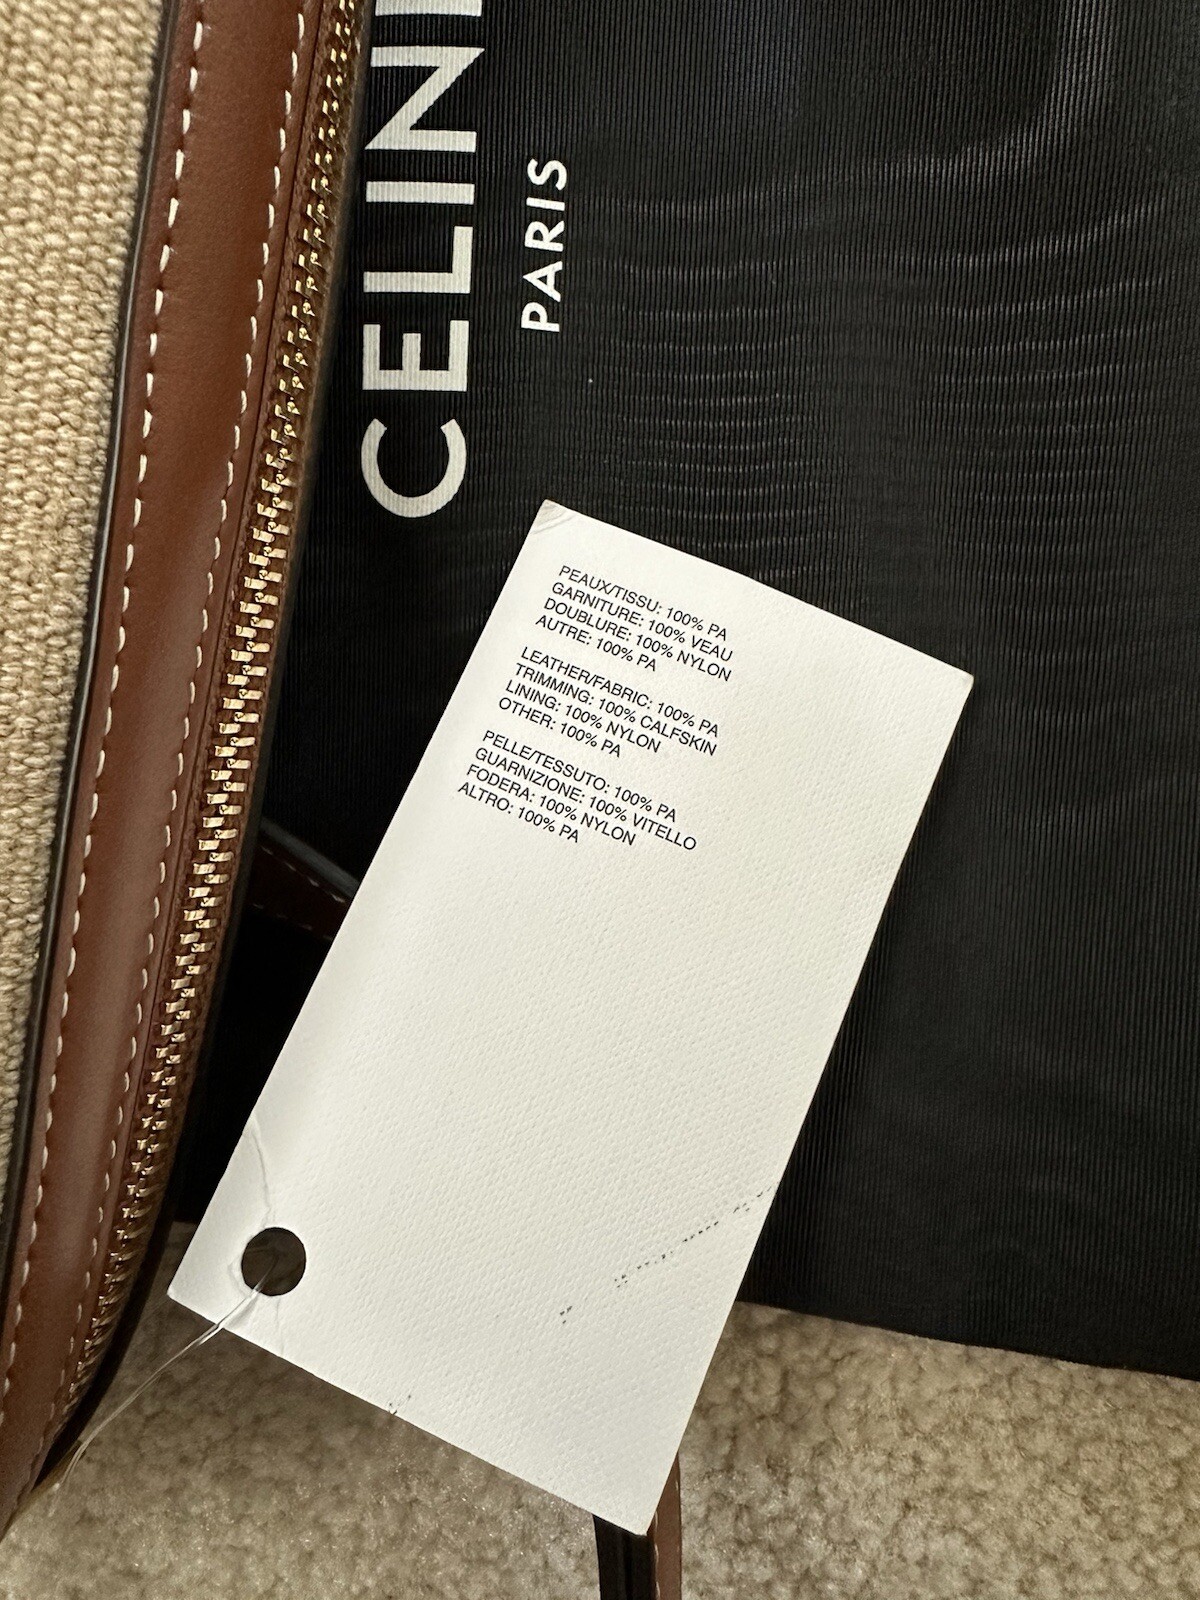 CELINE
PARIS
PEAUX/TISSU: 100% PA
GARNITURE: 100% VEAU
DOUBLURE: 100% NYLON
AUTRE: 100% PA
LEATHER/FABRIC: 100% PA
TRIMMING: 100% CALFSKIN
LINING: 100% NYLON
OTHER: 100% PA
PELLE/TESSUTO: 100% PA
GUARNIZIONE: 100% VITELLO
FODERA: 100% NYLON
ALTRO: 100% PA